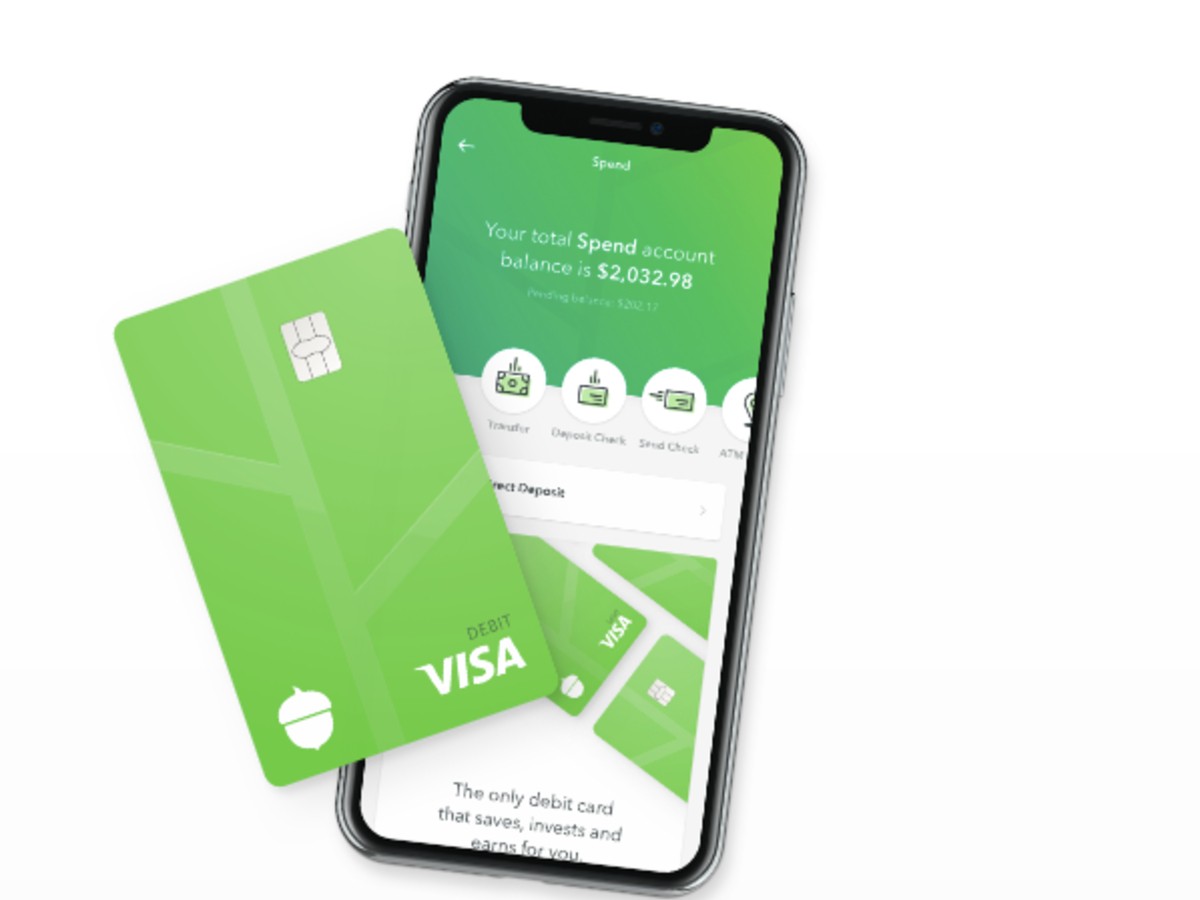 Spend
Your total Spend account
balance is $2,032.98
Pending balance: $202.17
Transfer
Deposit Check
Send Check
ATM
rect Deposit
VISA
DEBIT
VISA
The only debit card
that saves, invests and
earns for you.